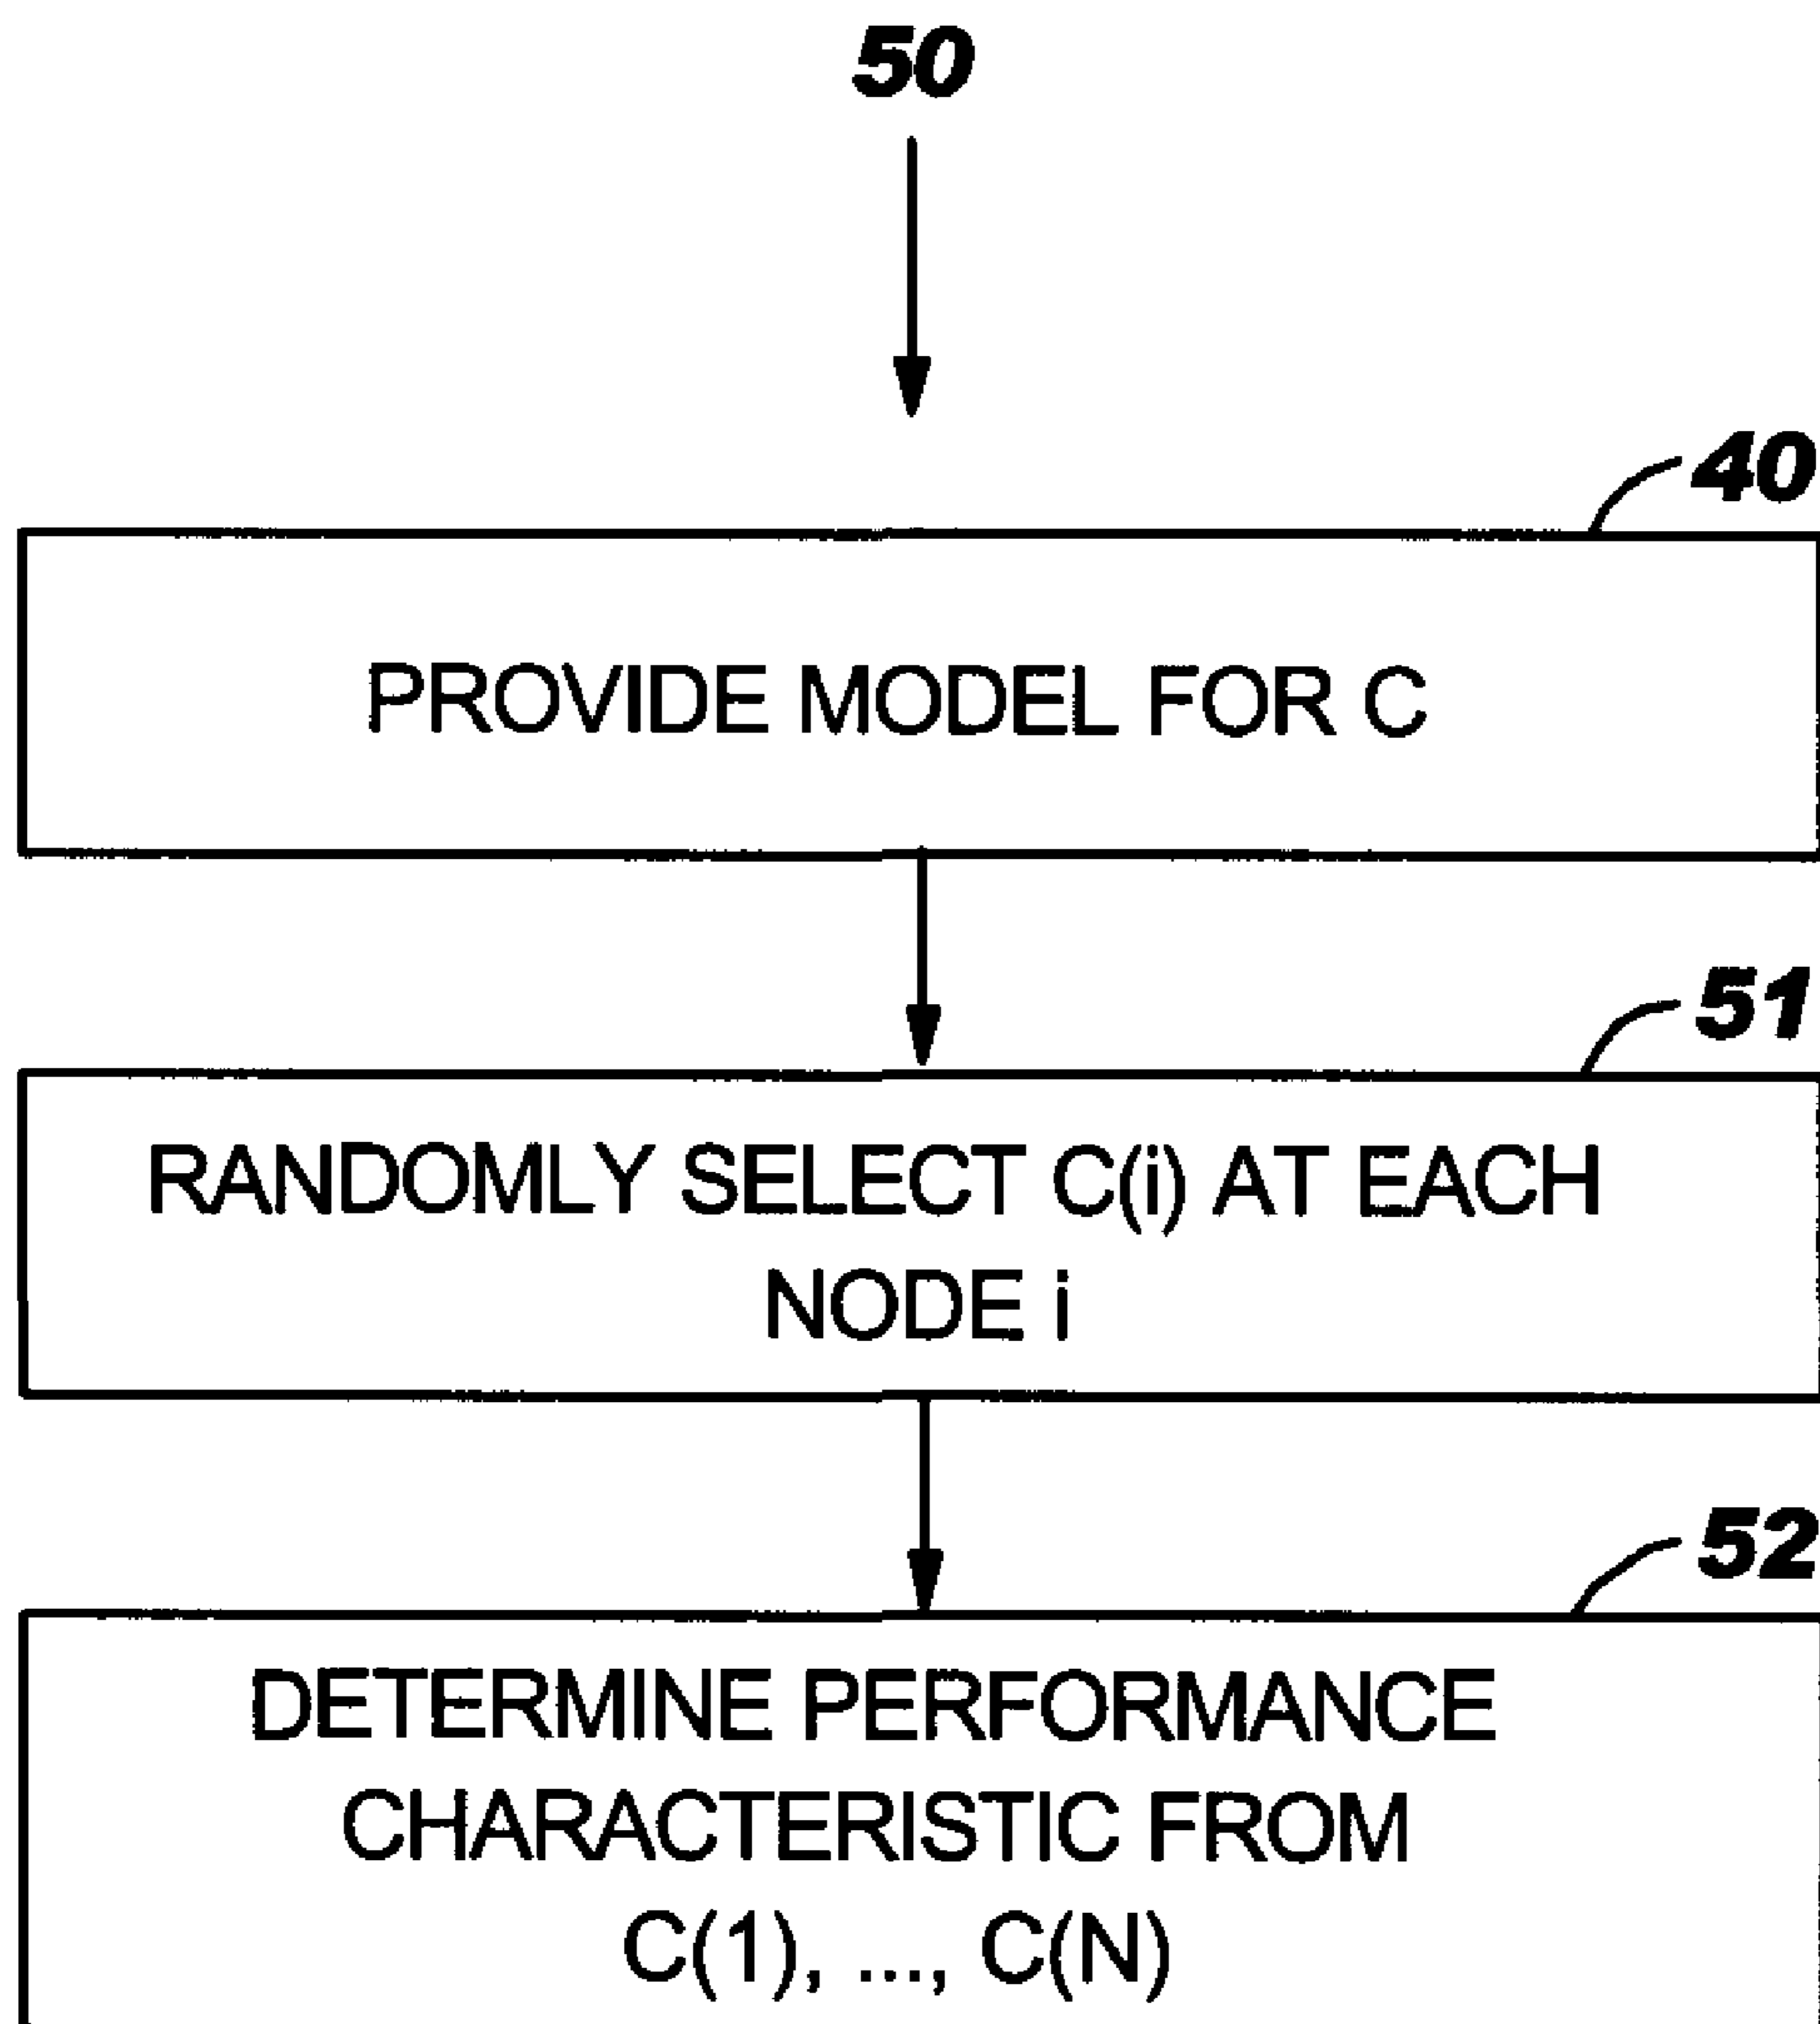 50
40
PROVIDE MODEL FOR C
51
RANDOMLY SELECT C(i) AT EACH
NODE i
52
DETERMINE PERFORMANCE
CHARACTERISTIC FROM
C(1), ..., C(N)